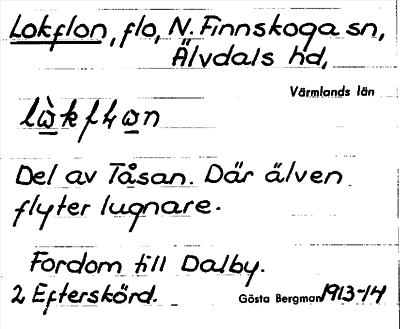 Lokflon, flo, N. Finnskoga sn,
Älvdals hd,
Värmlands län
Del av Tåsan. Där älven
flyter lugnare.
Fordom till Dalby.
2 Efterskörd. Gösta Bergman 1913-14